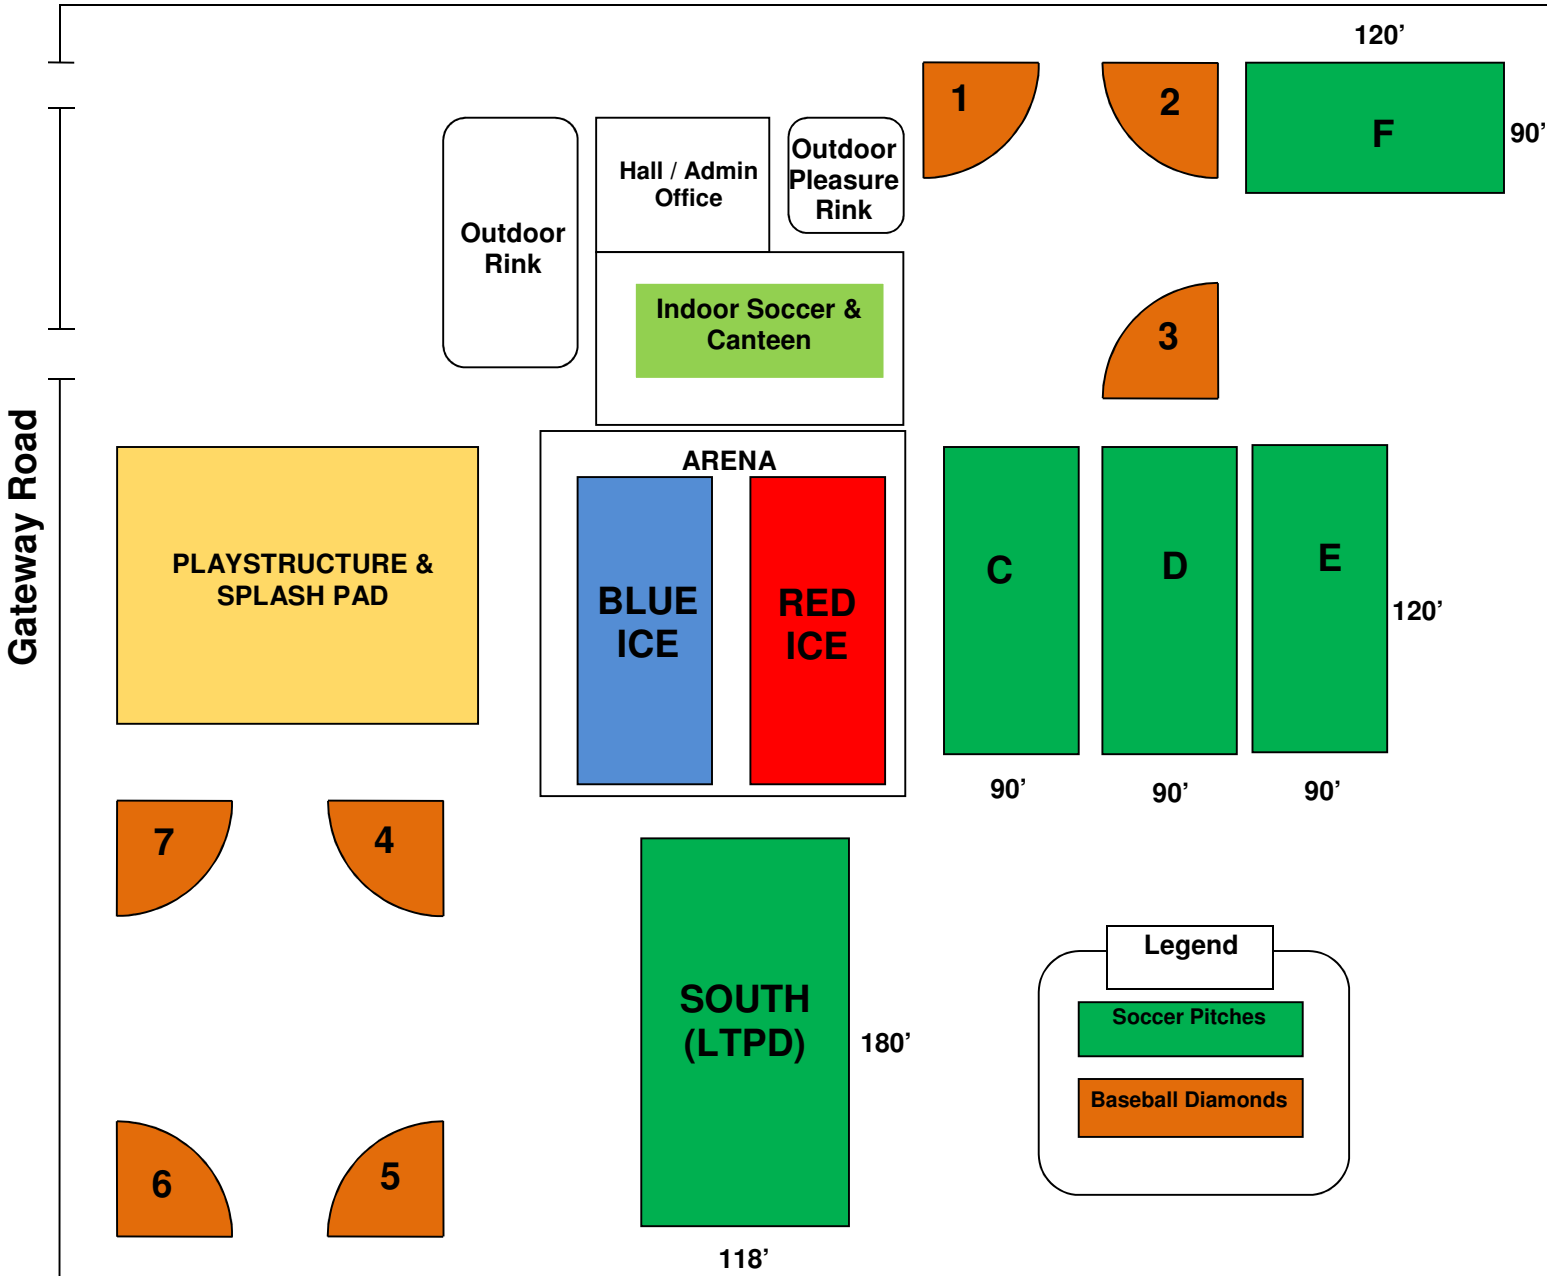 120’
1
2
F
90’
Hall / Admin
Office
Outdoor
Pleasure
Rink
Outdoor
Rink
Indoor Soccer &
Canteen
3
Gateway Road
ARENA
PLAYSTRUCTURE &
SPLASH PAD
BLUE
ICE
RED
ICE
C
D
E
120’
90’
90’
90’
7
4
SOUTH
(LTPD)
180’
118’
6
5
Legend
Soccer Pitches
Baseball Diamonds